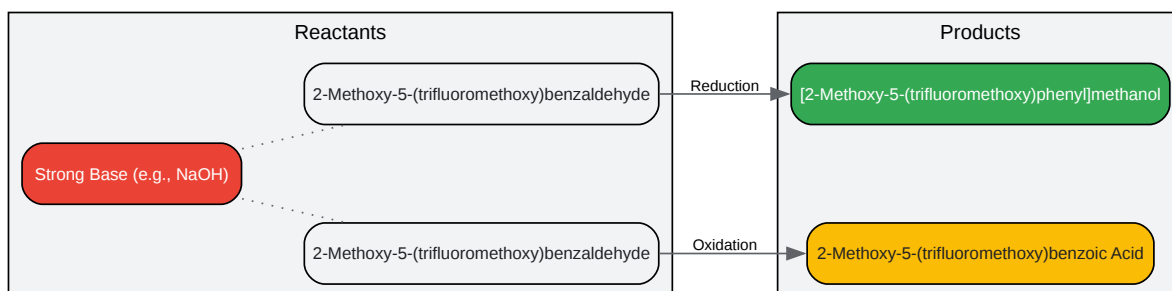 Reactants
Products
2-Methoxy-5-(trifluoromethoxy)benzaldehyde
Reduction
[2-Methoxy-5-(trifluoromethoxy)phenyl]methanol
Strong Base (e.g., NaOH)
2-Methoxy-5-(trifluoromethoxy)benzaldehyde
Oxidation
2-Methoxy-5-(trifluoromethoxy)benzoic Acid